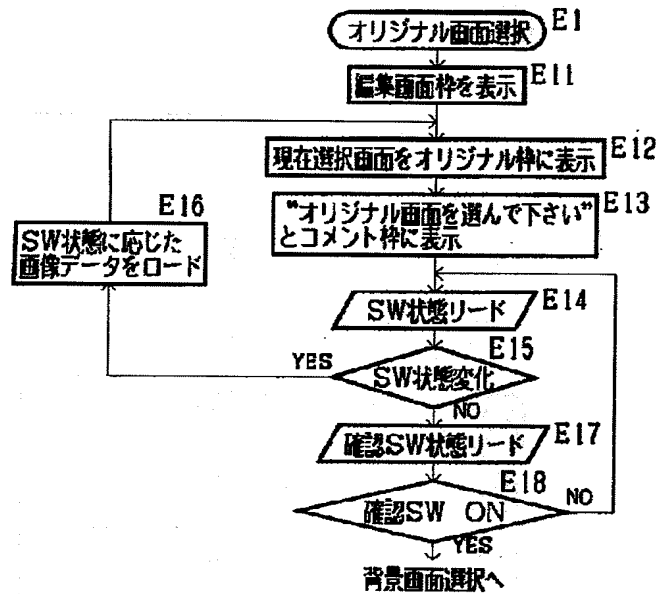 オリジナル画面選択 E1
編集画面枠を表示 E11
現在選択画面をオリジナル枠に表示 E12
"オリジナル画面を選んで下さい" E13
とコメント枠に表示
E16
SW状態に応じた
画像データをロード
SW状態リード E14
E15
YES
SW状態変化
NO
確認SW状態リード E17
E18
NO
確認SW ON
YES
背景画面選択へ